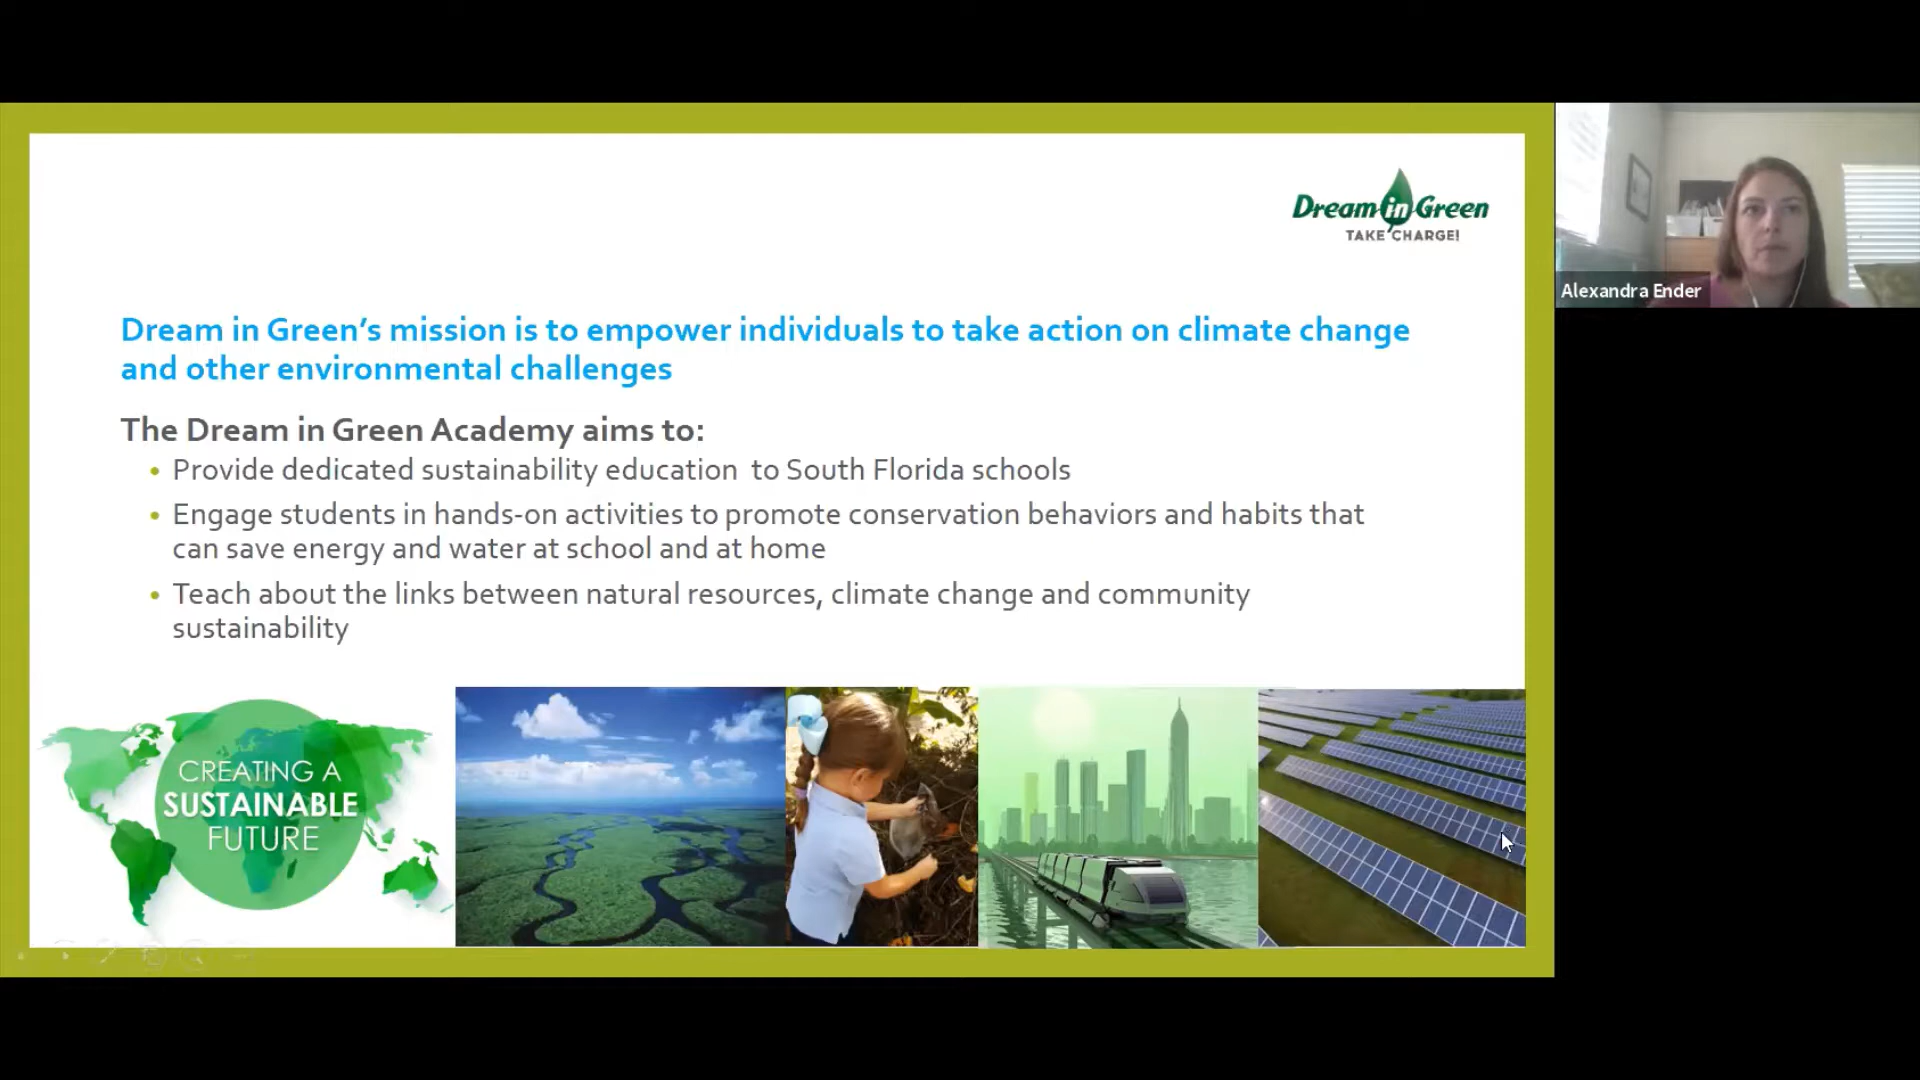 Dream in Green
TAKE CHARGE!
Alexandra Ender
Dream in Green’s mission is to empower individuals to take action on climate change
and other environmental challenges
The Dream in Green Academy aims to:
• Provide dedicated sustainability education to South Florida schools
• Engage students in hands-on activities to promote conservation behaviors and habits that
can save energy and water at school and at home
• Teach about the links between natural resources, climate change and community
sustainability
CREATING A
SUSTAINABLE
FUTURE